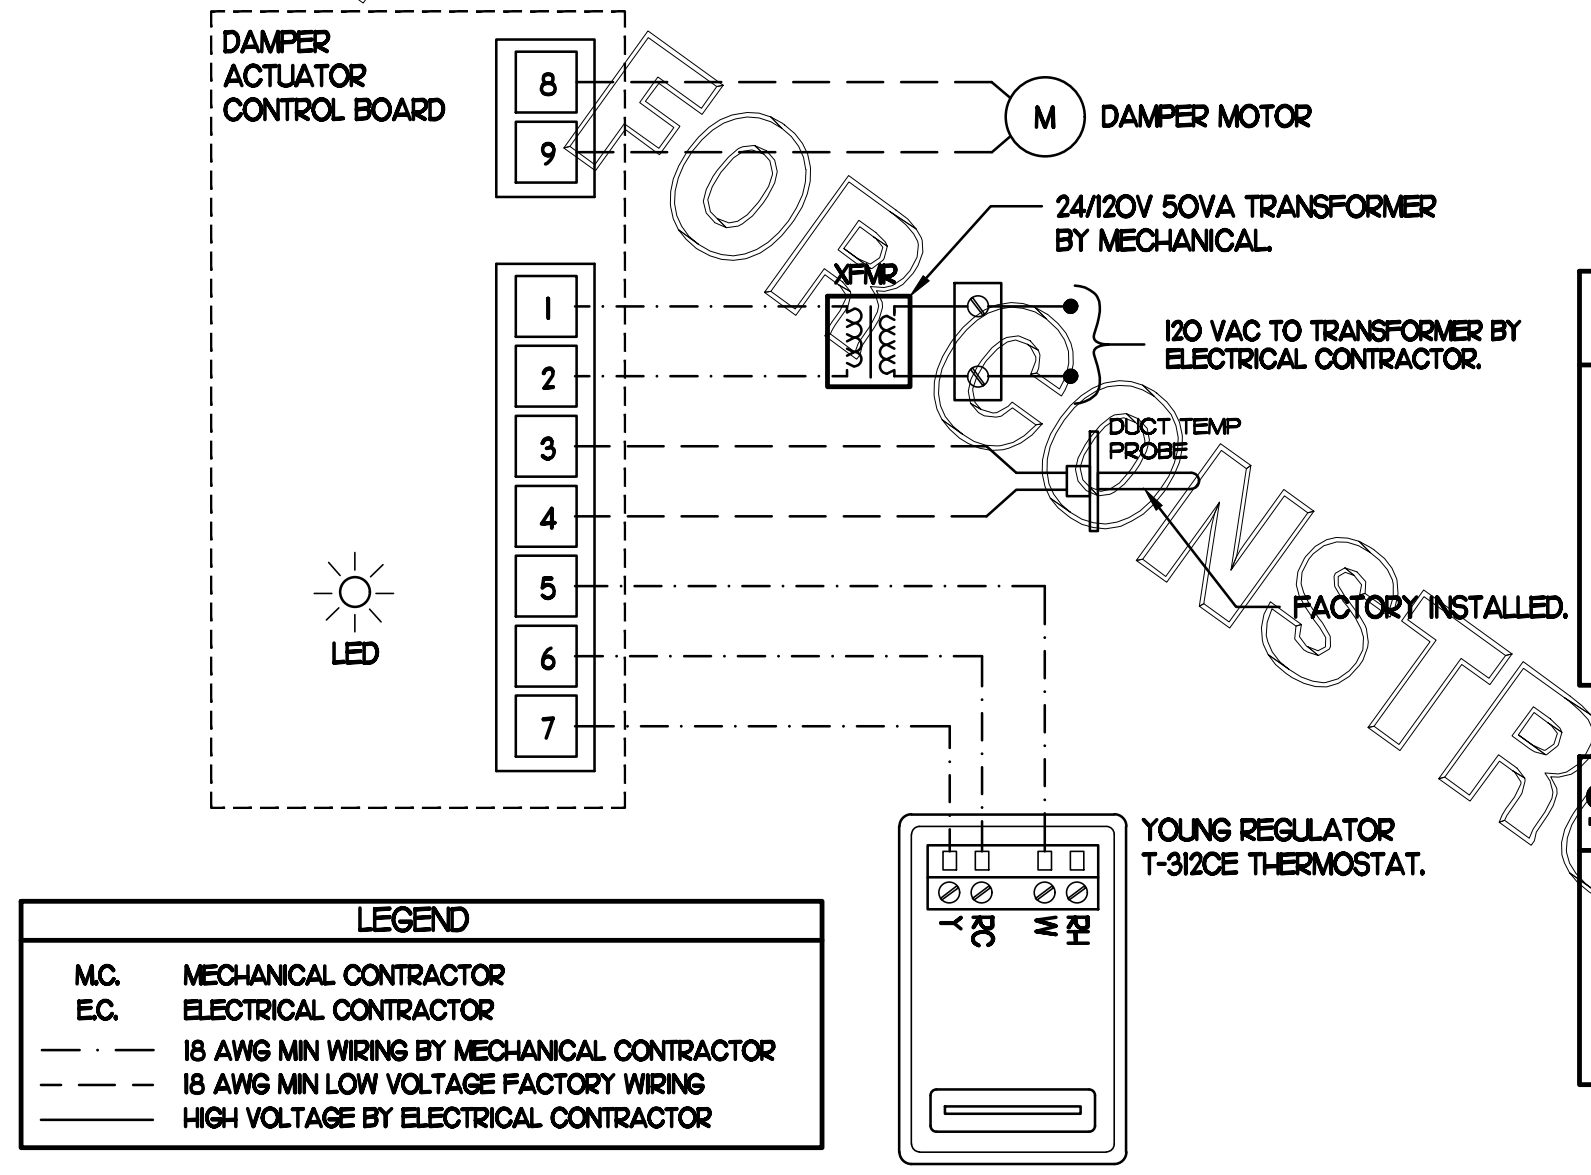 DAMPER
ACTUATOR
CONTROL BOARD
8
9
M
DAMPER MOTOR
24/120V 50VA TRANSFORMER
BY MECHANICAL.
XFMR
1
2
3
4
5
6
7
120 VAC TO TRANSFORMER BY
ELECTRICAL CONTRACTOR.
DUCT TEMP
PROBE
FACTORY INSTALLED.
LED
YOUNG REGULATOR
T-312CE THERMOSTAT.
Y RC W RH
LEGEND
M.C. MECHANICAL CONTRACTOR
E.C. ELECTRICAL CONTRACTOR
18 AWG MIN WIRING BY MECHANICAL CONTRACTOR
18 AWG MIN LOW VOLTAGE FACTORY WIRING
HIGH VOLTAGE BY ELECTRICAL CONTRACTOR
FOR CONSTR